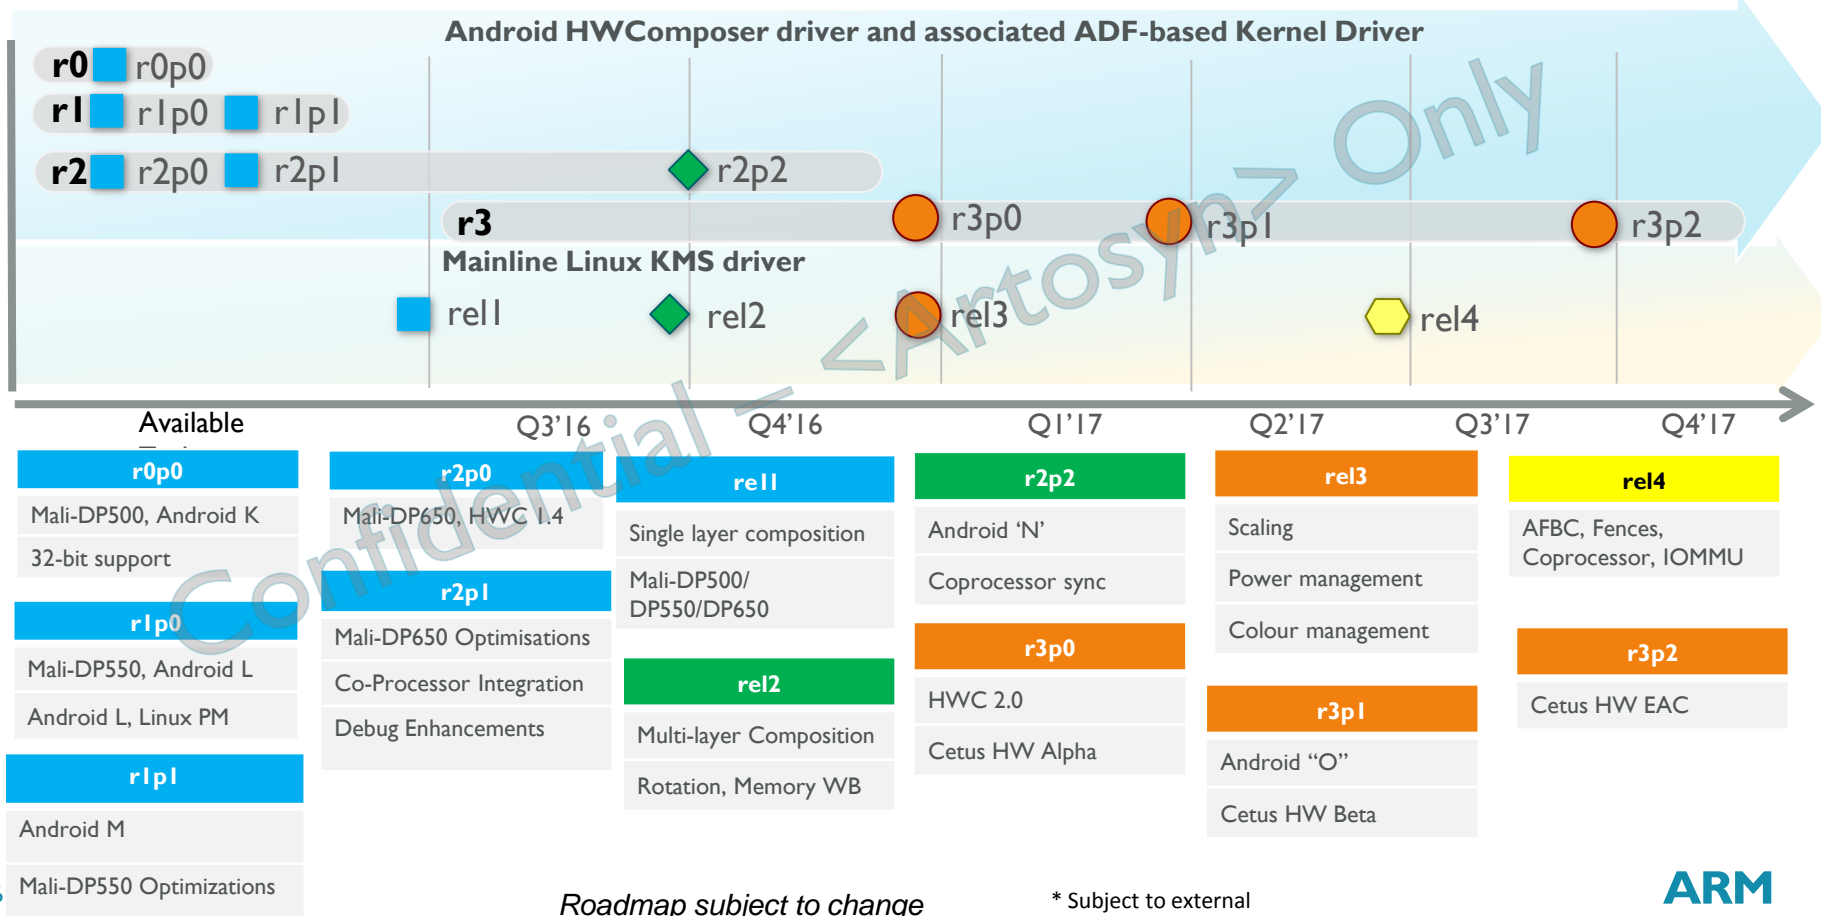 Android HWComposer driver and associated ADF-based Kernel Driver
r0 r0p0
r1 r1p0 r1p1
r2 r2p0 r2p1 r2p2
r3 r3p0 r3p1 r3p2
Mainline Linux KMS driver
rel1 rel2 rel3 rel4
Confidential – <Artosyn> Only
Available
Q3’16 Q4’16 Q1’17 Q2’17 Q3’17 Q4’17
r0p0
Mali-DP500, Android K
32-bit support
r1p0
Mali-DP550, Android L
Android L, Linux PM
r1p1
Android M
Mali-DP550 Optimizations
r2p0
Mali-DP650, HWC 1.4
r2p1
Mali-DP650 Optimisations
Co-Processor Integration
Debug Enhancements
rel1
Single layer composition
Mali-DP500/
DP550/DP650
rel2
Multi-layer Composition
Rotation, Memory WB
r2p2
Android ‘N’
Coprocessor sync
r3p0
HWC 2.0
Cetus HW Alpha
rel3
Scaling
Power management
Colour management
r3p1
Android “O”
Cetus HW Beta
rel4
AFBC, Fences,
Coprocessor, IOMMU
r3p2
Cetus HW EAC
Roadmap subject to change
* Subject to external
ARM